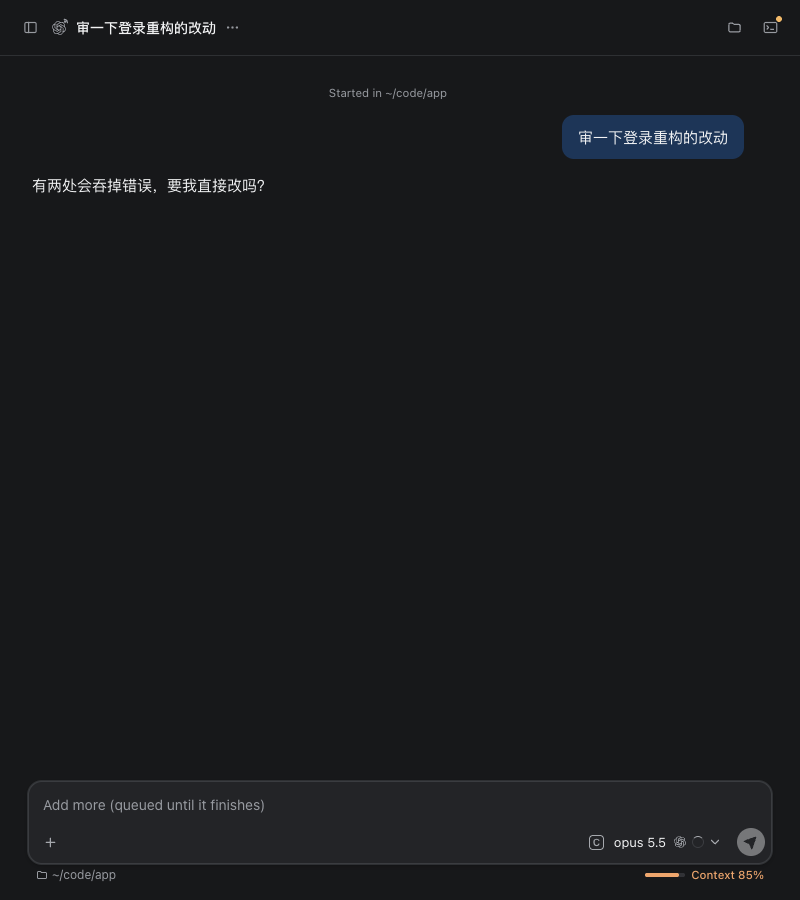 审一下登录重构的改动
Started in ~/code/app
审一下登录重构的改动
有两处会吞掉错误，要我直接改吗？
Add more (queued until it finishes)
C opus 5.5
~/code/app
Context 85%